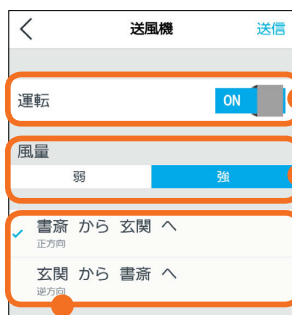 送風機 送信
運転 ON
風量
弱 強
書斎 から 玄関 へ
正方向
玄関 から 書斎 へ
逆方向